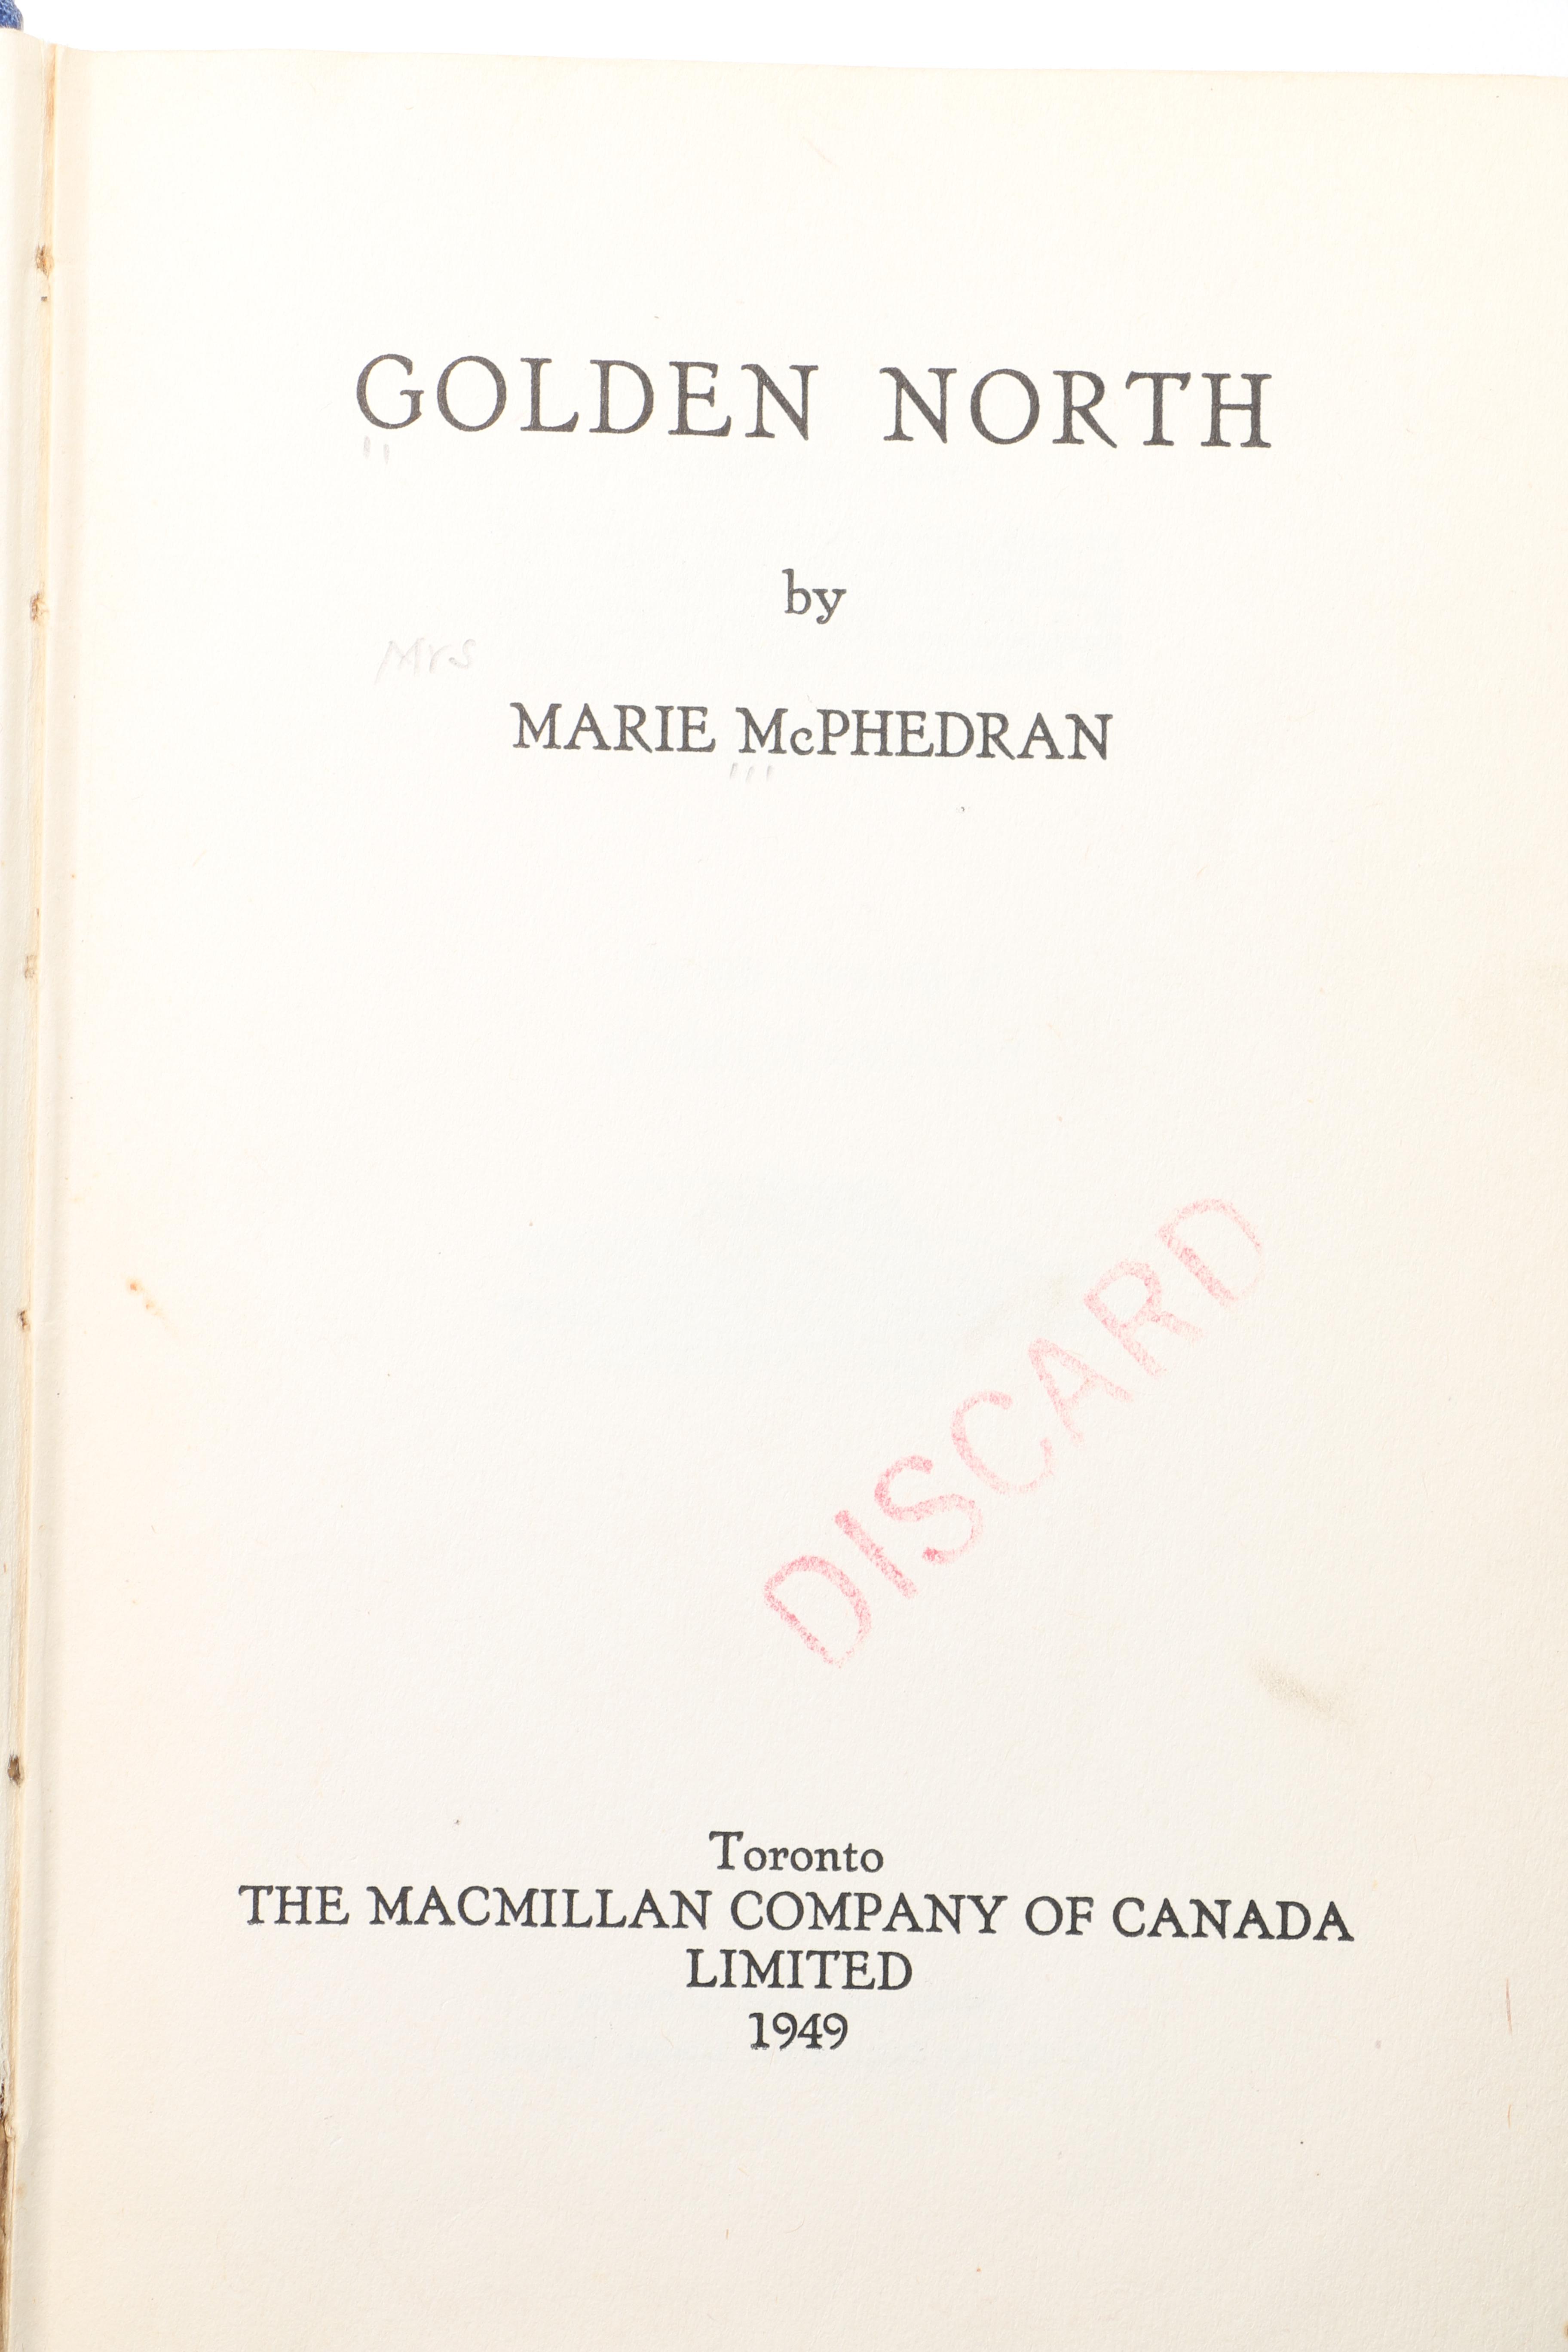 GOLDEN NORTH
by
Mrs
MARIE McPHEDRAN
DISCARD
Toronto
THE MACMILLAN COMPANY OF CANADA
LIMITED
1949